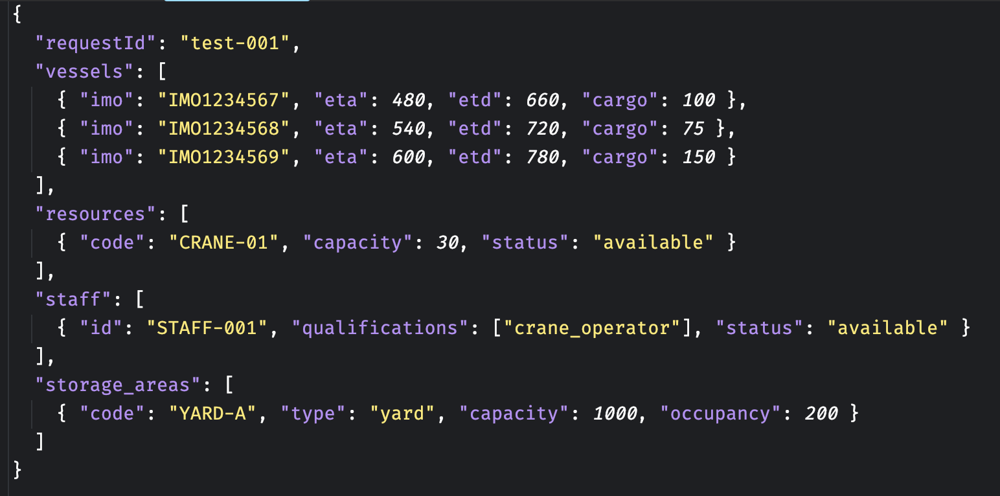 {
  "requestId": "test-001",
  "vessels": [
    { "imo": "IMO1234567", "eta": 480, "etd": 660, "cargo": 100 },
    { "imo": "IMO1234568", "eta": 540, "etd": 720, "cargo": 75 },
    { "imo": "IMO1234569", "eta": 600, "etd": 780, "cargo": 150 }
  ],
  "resources": [
    { "code": "CRANE-01", "capacity": 30, "status": "available" }
  ],
  "staff": [
    { "id": "STAFF-001", "qualifications": ["crane_operator"], "status": "available" }
  ],
  "storage_areas": [
    { "code": "YARD-A", "type": "yard", "capacity": 1000, "occupancy": 200 }
  ]
}